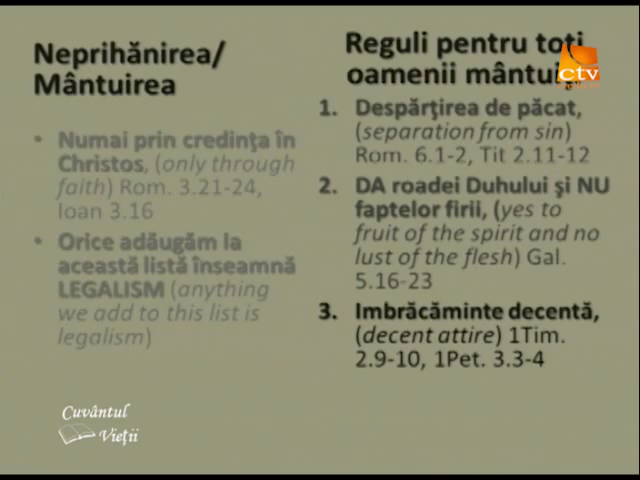 Neprihănirea/
Mântuirea
• Numai prin credinţa în
Christos, (only through
faith) Rom. 3.21-24,
Ioan 3.16
• Orice adăugăm la
această listă înseamnă
LEGALISM (anything
we add to this list is
legalism)
Reguli pentru toţi
oamenii
1. Despărţirea de păcat,
(separation from sin)
Rom. 6.1-2, Tit 2.11-12
2. DA roadei Duhului şi NU
faptelor firii, (yes to
fruit of the spirit and no
lust of the flesh) Gal.
5.16-23
3. Imbrăcăminte decentă,
(decent attire) 1Tim.
2.9-10, 1Pet. 3.3-4
ctv
Cuvântul
Vieţii